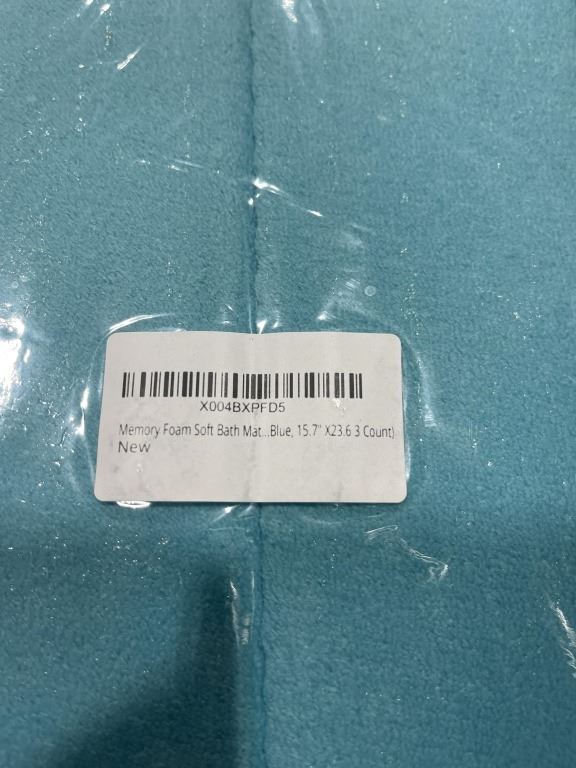 X004BXPFD5
Memory Foam Soft Bath Mat...Blue, 15.7" X23.6 3 Count)
New